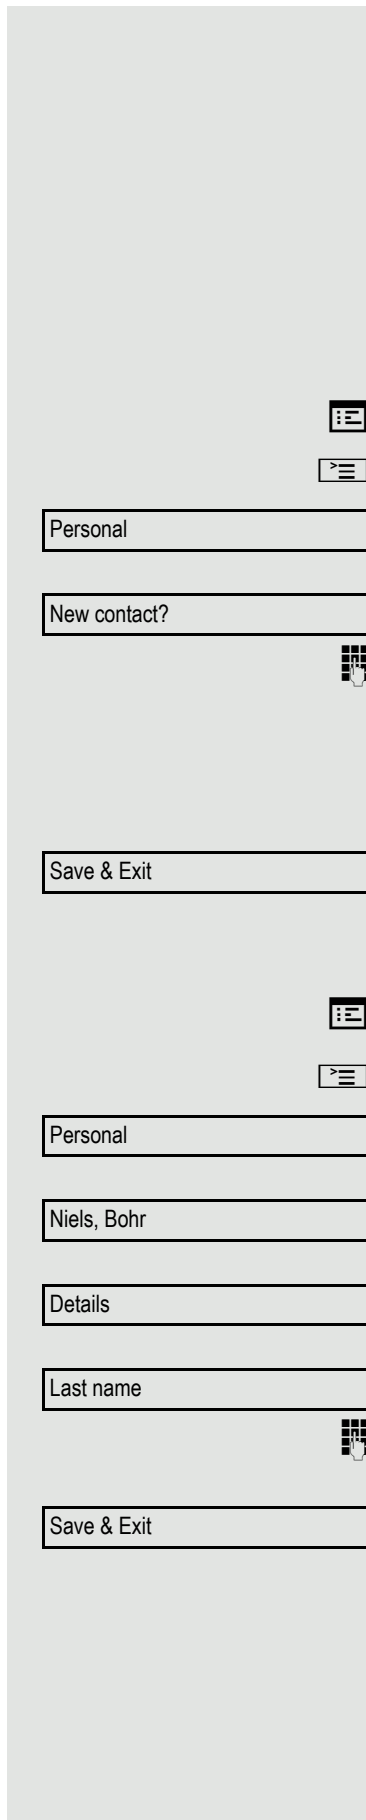 Personal
New contact?
Save & Exit
Personal
Niels, Bohr
Details
Last name
Save & Exit